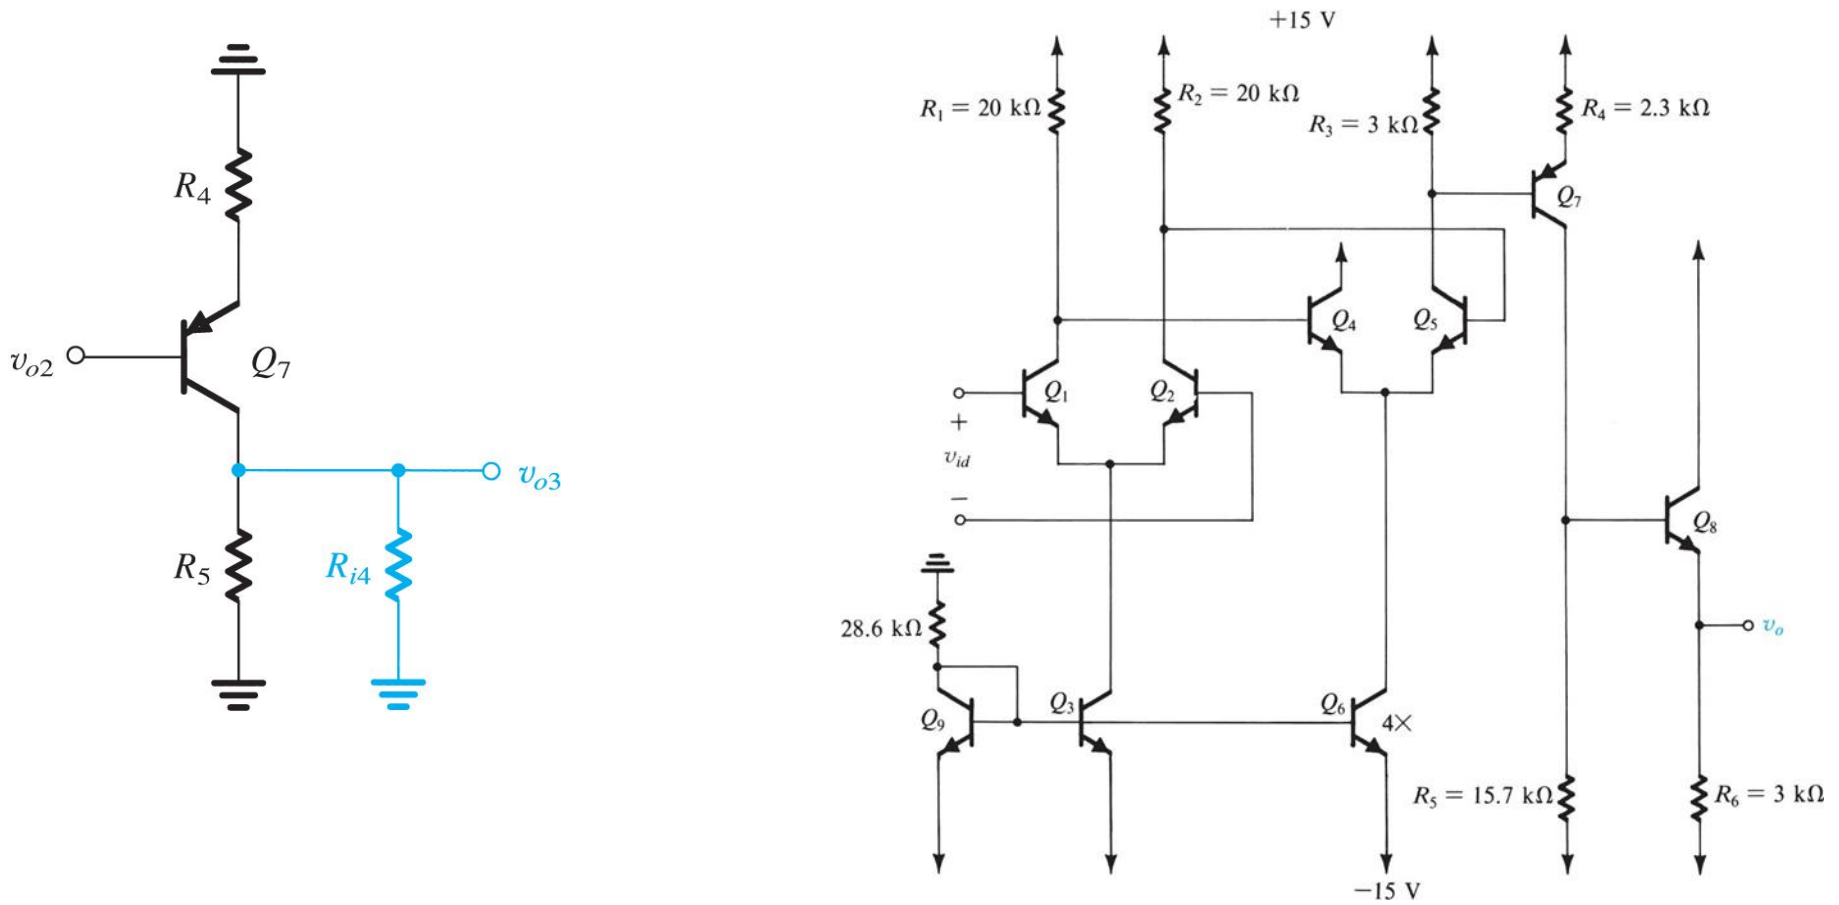 R4
vo2
Q7
vo3
R5
Ri4
+15 V
R1 = 20 kΩ
R2 = 20 kΩ
R3 = 3 kΩ
R4 = 2.3 kΩ
Q7
Q4
Q5
Q1
Q2
+
vid
−
Q8
28.6 kΩ
vo
Q9
Q3
Q6
4×
R5 = 15.7 kΩ
R6 = 3 kΩ
−15 V